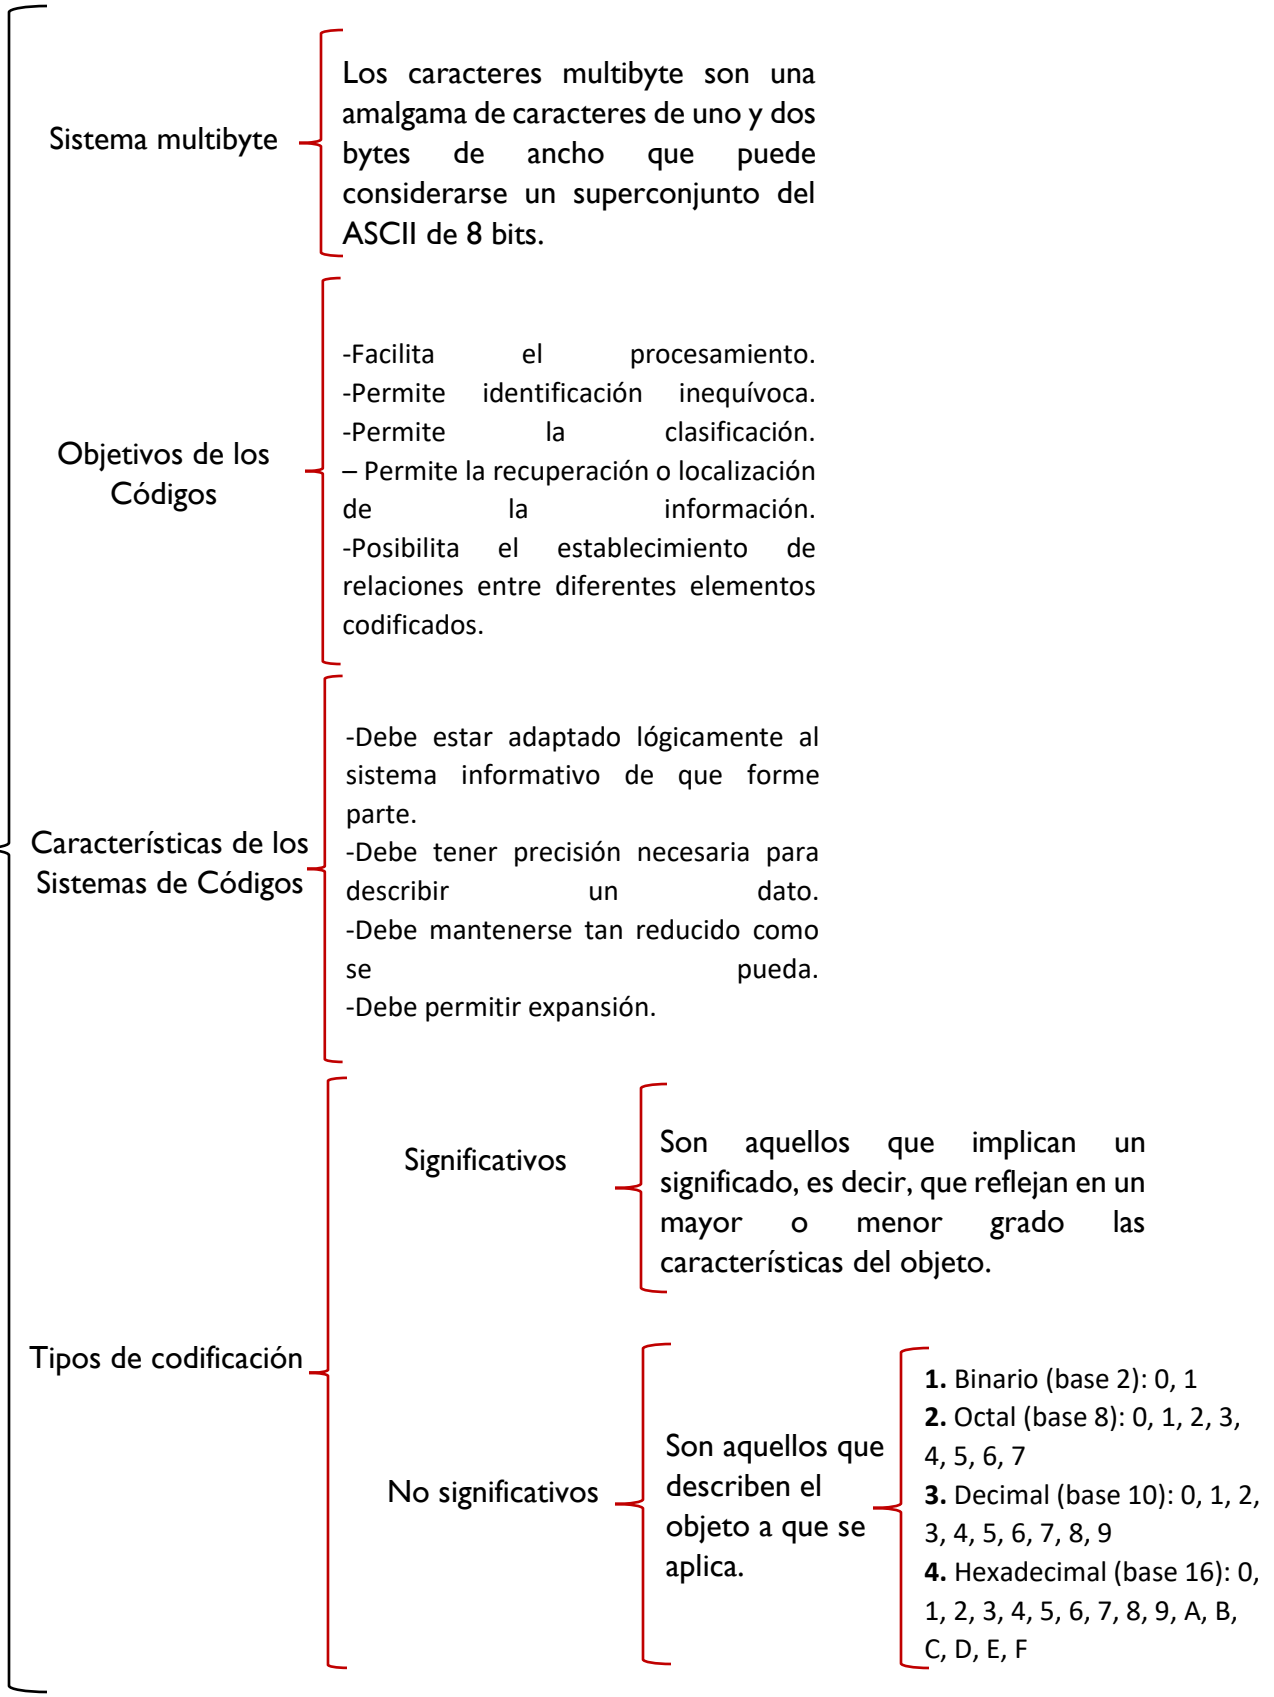 Sistema multibyte
Los caracteres multibyte son una
amalgama de caracteres de uno y dos
bytes de ancho que puede
considerarse un superconjunto del
ASCII de 8 bits.
Objetivos de los
Códigos
-Facilita el procesamiento.
-Permite identificación inequívoca.
-Permite la clasificación.
– Permite la recuperación o localización
de la información.
-Posibilita el establecimiento de
relaciones entre diferentes elementos
codificados.
Característícas de los
Sistemas de Códigos
-Debe estar adaptado lógicamente al
sistema informativo de que forme
parte.
-Debe tener precisión necesaria para
describir un dato.
-Debe mantenerse tan reducido como
se pueda.
-Debe permitir expansión.
Tipos de codificación
Significativos
Son aquellos que implican un
significado, es decir, que reflejan en un
mayor o menor grado las
características del objeto.
No significativos
Son aquellos que
describen el
objeto a que se
aplica.
1. Binario (base 2): 0, 1
2. Octal (base 8): 0, 1, 2, 3,
4, 5, 6, 7
3. Decimal (base 10): 0, 1, 2,
3, 4, 5, 6, 7, 8, 9
4. Hexadecimal (base 16): 0,
1, 2, 3, 4, 5, 6, 7, 8, 9, A, B,
C, D, E, F